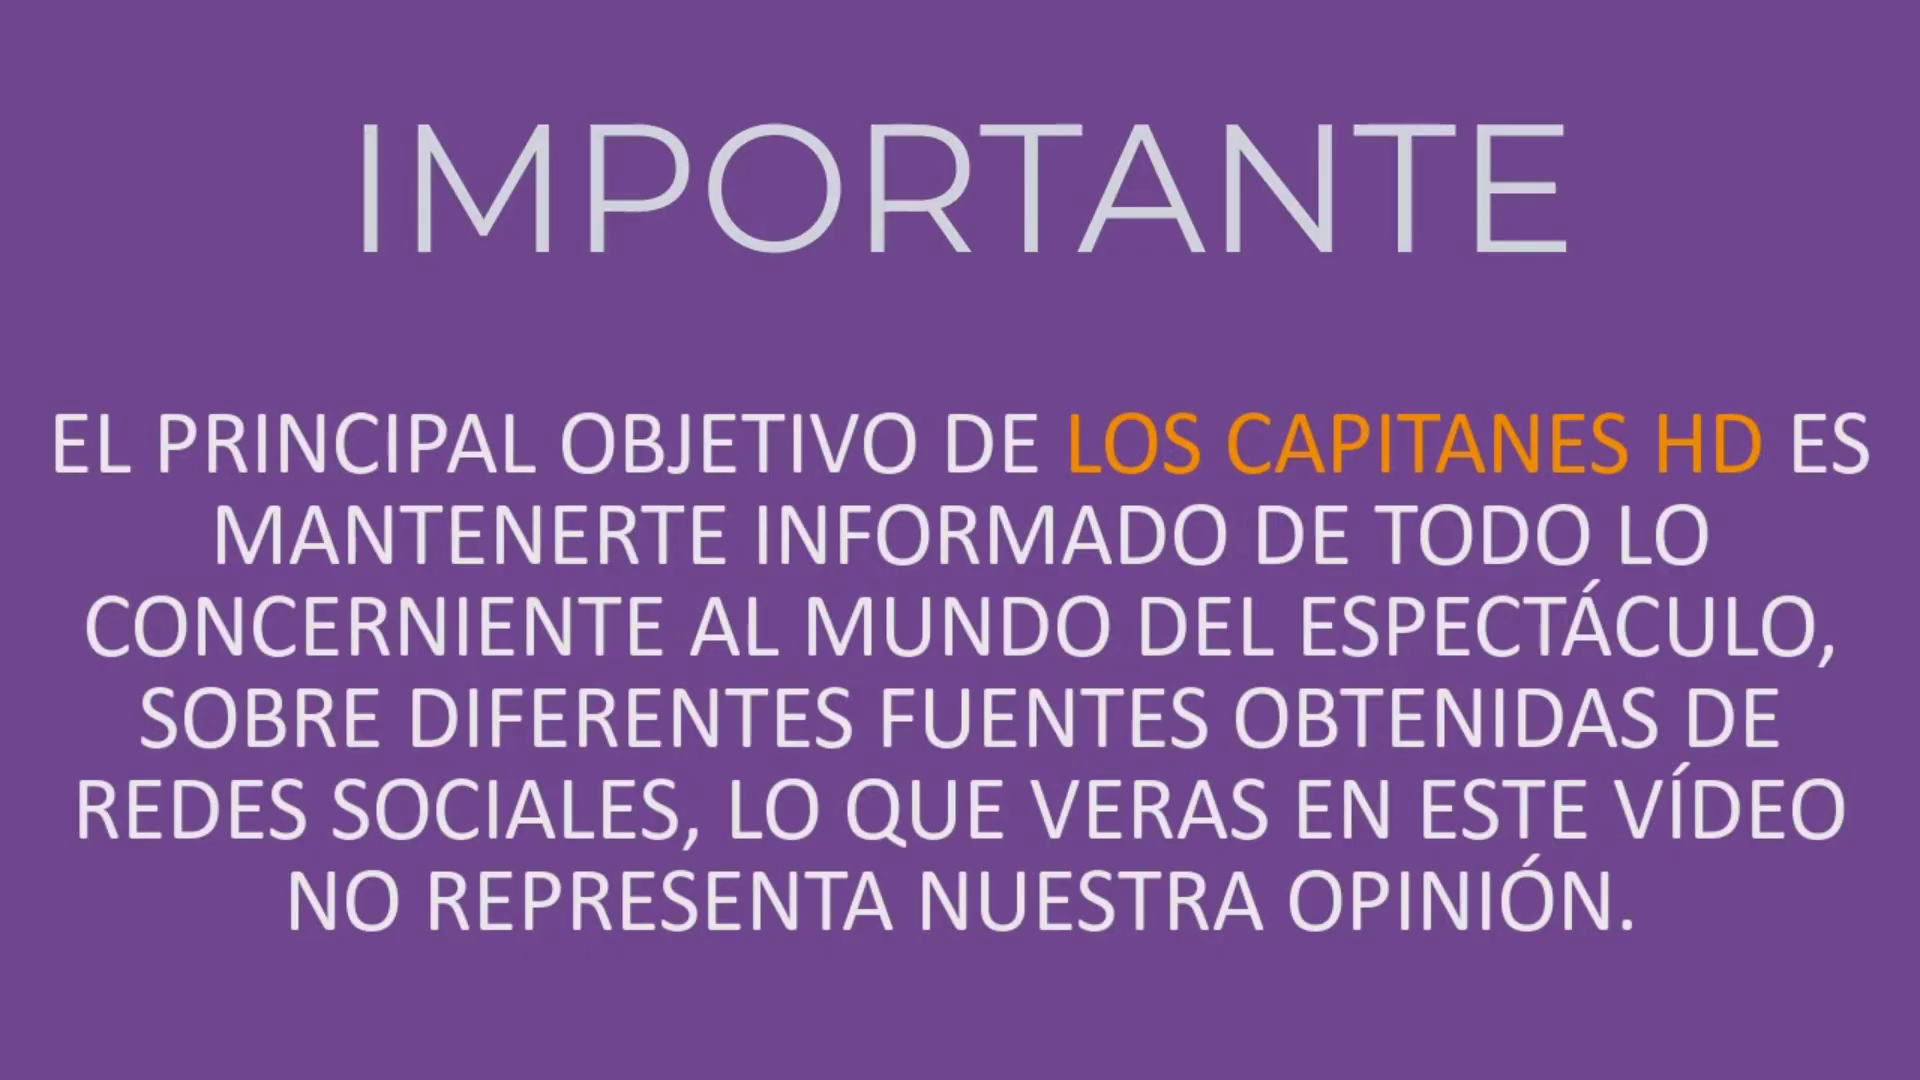 IMPORTANTE
EL PRINCIPAL OBJETIVO DE LOS CAPITANES HD ES
MANTENERTE INFORMADO DE TODO LO
CONCERNIENTE AL MUNDO DEL ESPECTÁCULO,
SOBRE DIFERENTES FUENTES OBTENIDAS DE
REDES SOCIALES, LO QUE VERAS EN ESTE VÍDEO
NO REPRESENTA NUESTRA OPINIÓN.